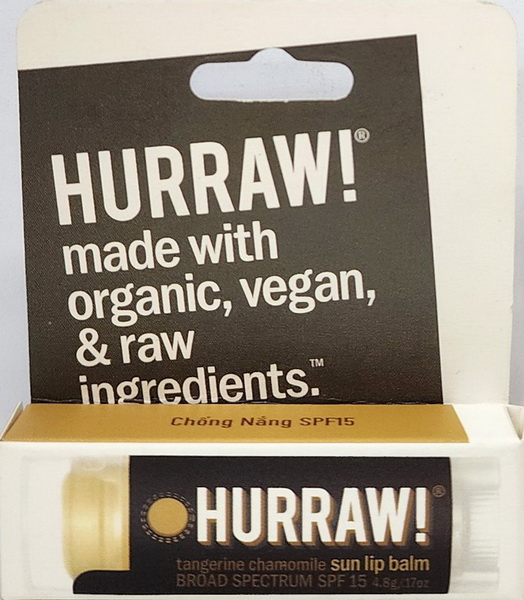 HURRAW!®
made with
organic, vegan,
& raw
ingredients.™
Chống Nắng SPF15
HURRAW!®
tangerine chamomile sun lip balm
BROAD SPECTRUM SPF 15 4.8g/.17oz